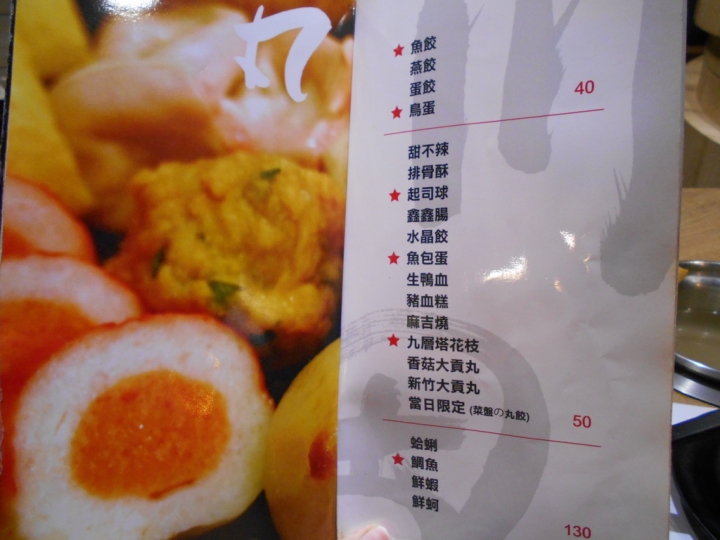 丸
★ 魚餃
燕餃
蛋餃
★ 鳥蛋
40
甜不辣
排骨酥
★ 起司球
鑫鑫腸
水晶餃
★ 魚包蛋
生鴨血
豬血糕
麻吉燒
★ 九層塔花枝
香菇大貢丸
新竹大貢丸
當日限定 (菜盤の丸餃)
50
蛤蜊
★ 鯛魚
鮮蝦
鮮蚵
130